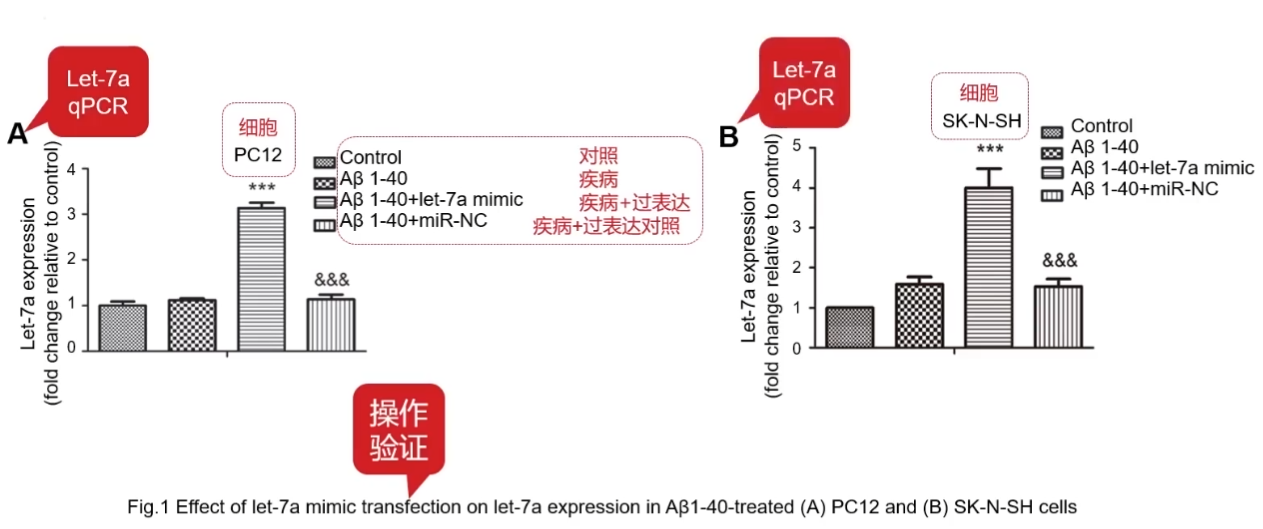 Let-7a
qPCR
A
细胞
PC12
Let-7a expression
(fold change relative to control)
4
3
2
1
0
***
&&&
Control 对照
Aβ 1-40 疾病
Aβ 1-40+let-7a mimic 疾病+过表达
Aβ 1-40+miR-NC 疾病+过表达对照
Let-7a
qPCR
B
细胞
SK-N-SH
Let-7a expression
(fold change relative to control)
5
4
3
2
1
0
***
&&&
Control
Aβ 1-40
Aβ 1-40+let-7a mimic
Aβ 1-40+miR-NC
操作
验证
Fig.1 Effect of let-7a mimic transfection on let-7a expression in Aβ1-40-treated (A) PC12 and (B) SK-N-SH cells